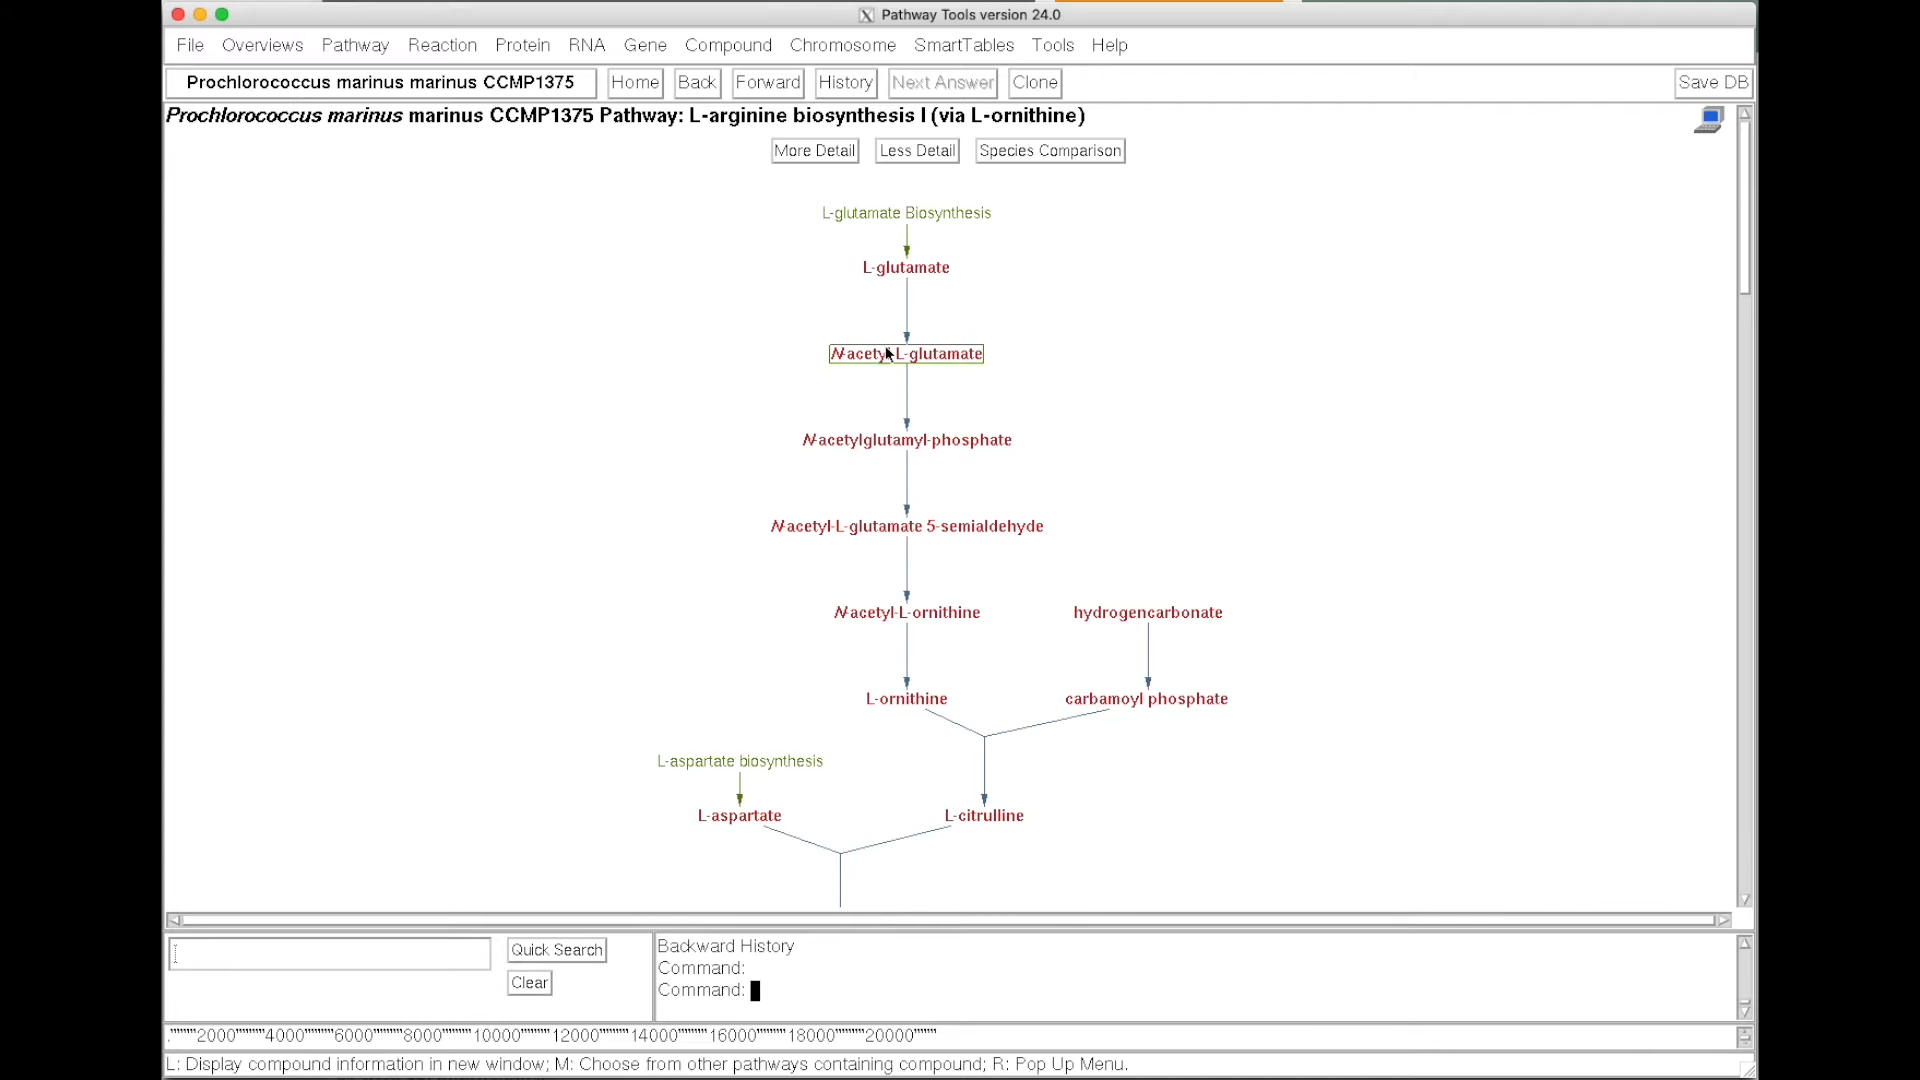 Pathway Tools version 24.0
File Overviews Pathway Reaction Protein RNA Gene Compound Chromosome SmartTables Tools Help
Prochlorococcus marinus marinus CCMP1375 Home Back Forward History Next Answer Clone Save DB
Prochlorococcus marinus marinus CCMP1375 Pathway: L-arginine biosynthesis I (via L-ornithine)
More Detail Less Detail Species Comparison
L-glutamate Biosynthesis
L-glutamate
N-acetyl-L-glutamate
N-acetylglutamyl-phosphate
N-acetyl-L-glutamate 5-semialdehyde
N-acetyl-L-ornithine hydrogencarbonate
L-ornithine carbamoyl phosphate
L-aspartate biosynthesis
L-aspartate L-citrulline
Quick Search
Clear
Backward History
Command:
Command:
.''''''''2000''''''''4000''''''''6000''''''''8000''''''''10000''''''''12000''''''''14000''''''''16000''''''''18000''''''''20000''''''
L: Display compound information in new window; M: Choose from other pathways containing compound; R: Pop Up Menu.